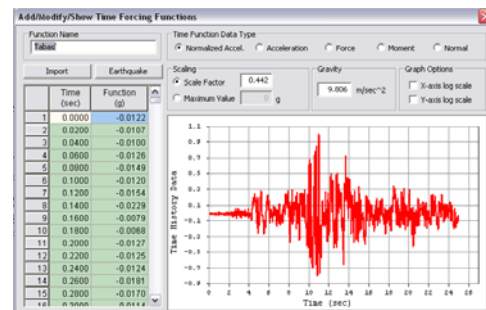 Add/Modify/Show Time Forcing Functions
Function Name
Tabas
Import
Earthquake
Time (sec)
Function (g)
1 0.0000 -0.0122
2 0.0200 -0.0107
3 0.0400 -0.0100
4 0.0600 -0.0126
5 0.0800 -0.0149
6 0.1000 -0.0120
7 0.1200 -0.0154
8 0.1400 -0.0229
9 0.1600 -0.0079
10 0.1800 -0.0068
11 0.2000 -0.0127
12 0.2200 -0.0125
13 0.2400 -0.0124
14 0.2600 -0.0181
15 0.2800 -0.0170
16 0.3000 -0.0114
Time Function Data Type
Normalized Accel.
Acceleration
Force
Moment
Normal
Scaling
Scale Factor 0.442
Maximum Value 0 g
Gravity
9.806 m/sec^2
Graph Options
X-axis log scale
Y-axis log scale
Time History Data
1.1
0.9
0.7
0.5
0.3
0.1
-0.1
-0.3
-0.5
-0.7
-0.9
0 2 4 6 8 10 12 14 16 18 20 22 24 26
Time (sec)